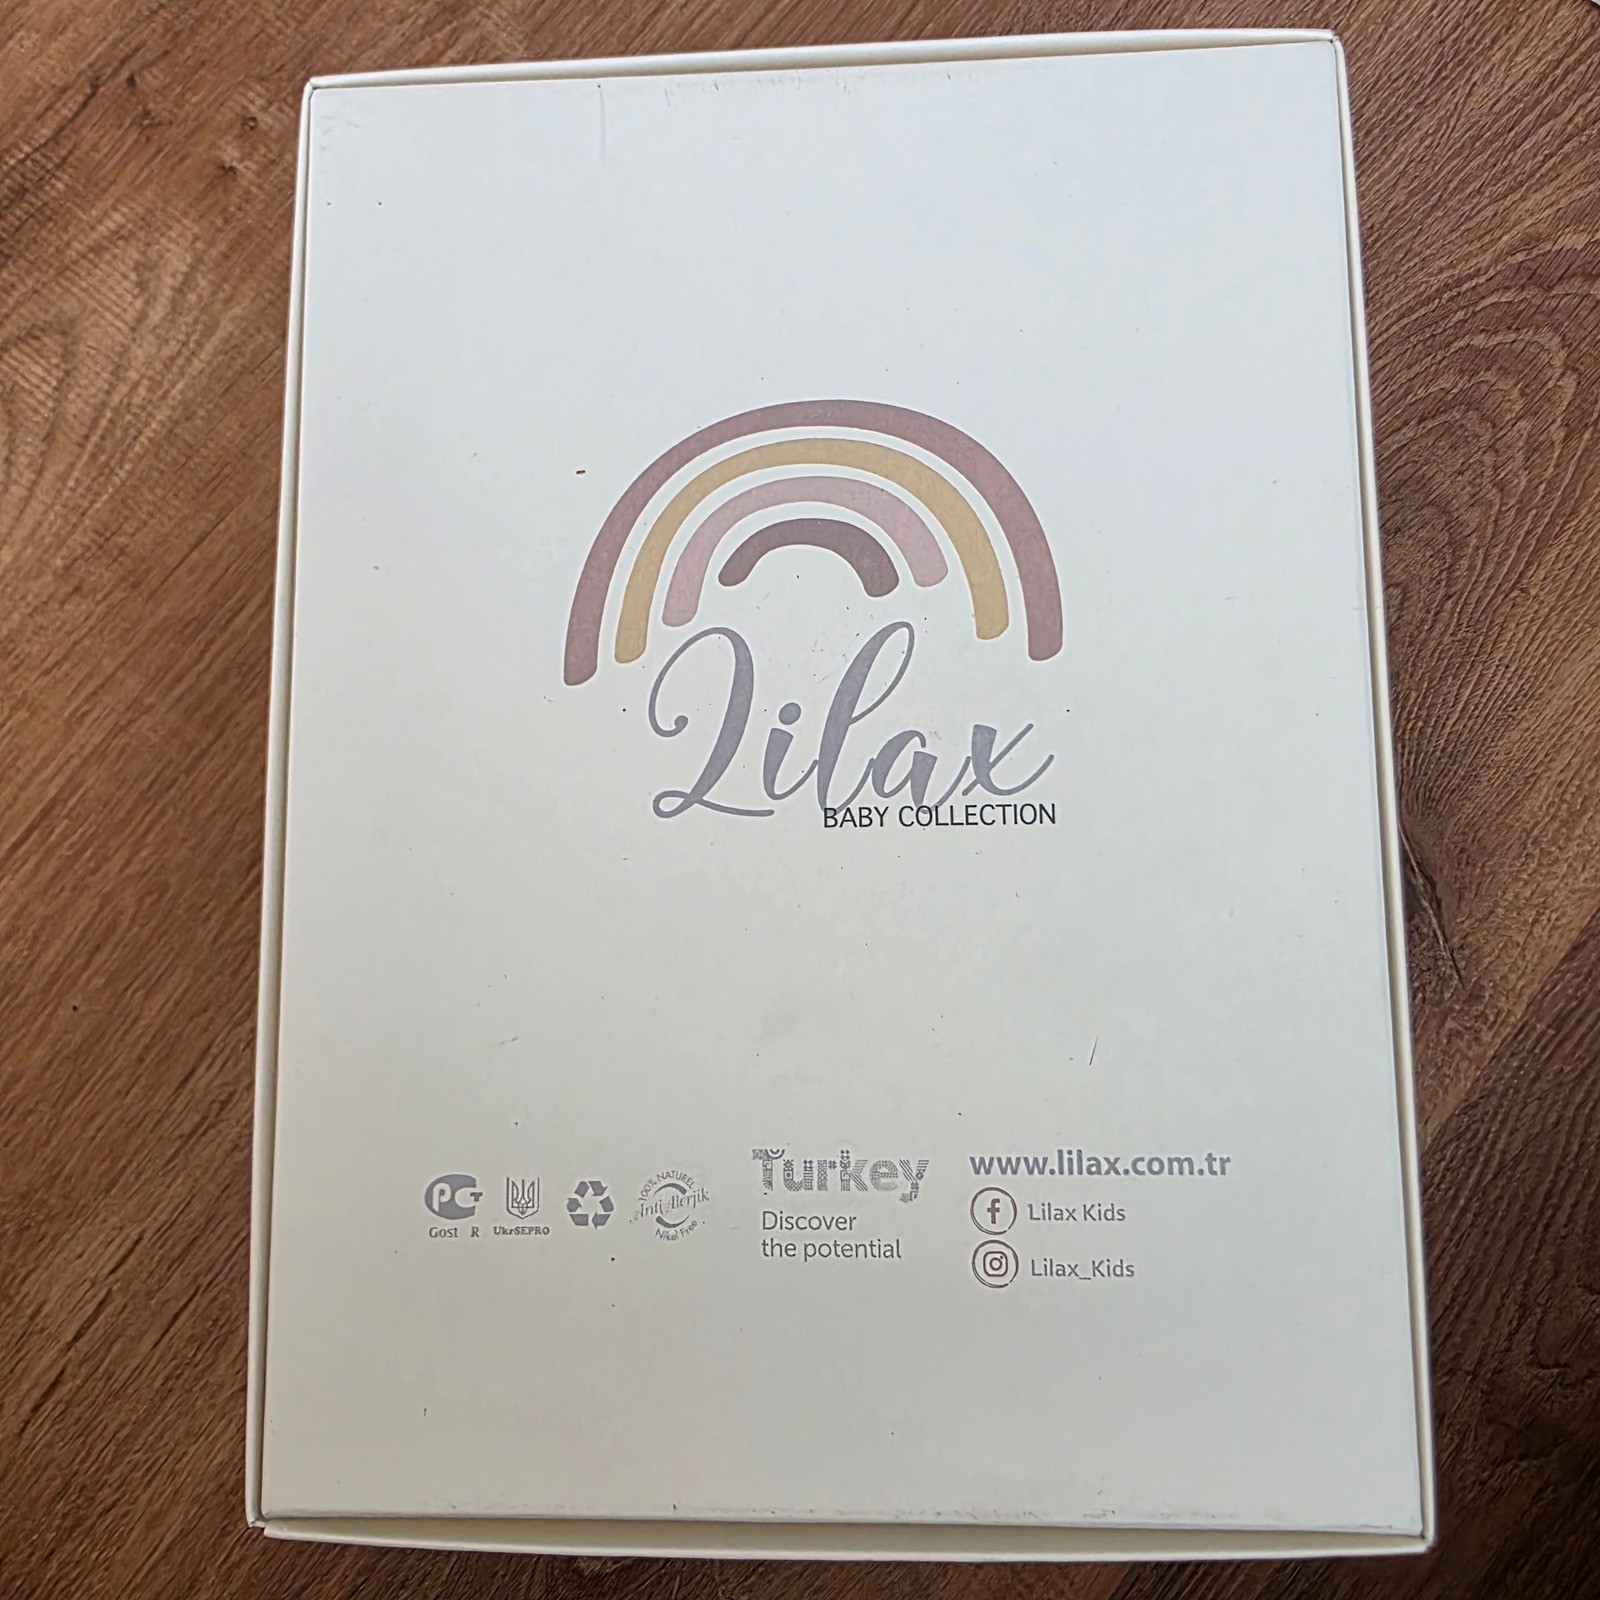 Lilax
BABY COLLECTION
Gost R
UkrSEPRO
100% NATUREL
Anti Alerjik
Nikel Free
Turkey
Discover
the potential
www.lilax.com.tr
Lilax Kids
Lilax_Kids